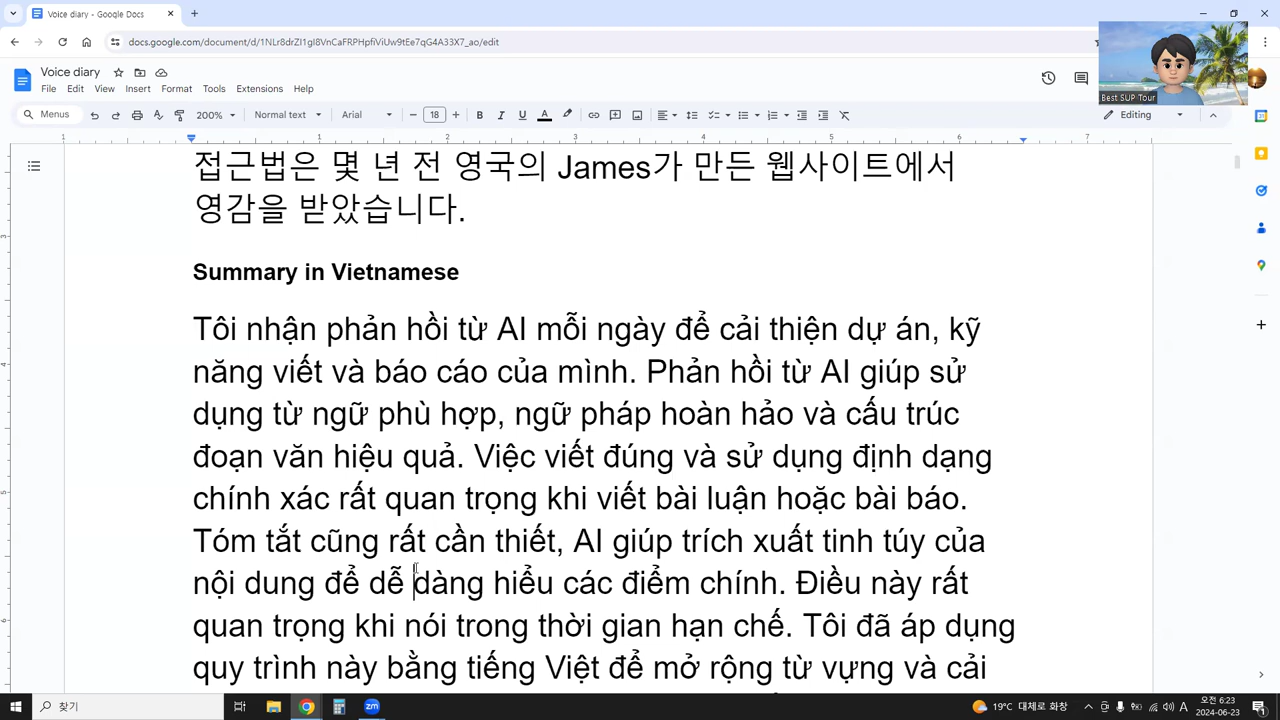 Voice diary - Google Docs
docs.google.com/document/d/1NLr8drZI1gI8VnCaFRPHpfiViUw9tEe7qG4A33X7_ao/edit
Voice diary
File Edit View Insert Format Tools Extensions Help
Menus 200% Normal text Arial 18 Editing
Best SUP Tour
1 1 2 3 4 5 6 7
접근법은 몇 년 전 영국의 James가 만든 웹사이트에서
영감을 받았습니다.
Summary in Vietnamese
Tôi nhận phản hồi từ AI mỗi ngày để cải thiện dự án, kỹ
năng viết và báo cáo của mình. Phản hồi từ AI giúp sử
dụng từ ngữ phù hợp, ngữ pháp hoàn hảo và cấu trúc
đoạn văn hiệu quả. Việc viết đúng và sử dụng định dạng
chính xác rất quan trọng khi viết bài luận hoặc bài báo.
Tóm tắt cũng rất cần thiết, AI giúp trích xuất tinh túy của
nội dung để dễ dàng hiểu các điểm chính. Điều này rất
quan trọng khi nói trong thời gian hạn chế. Tôi đã áp dụng
quy trình này bằng tiếng Việt để mở rộng từ vựng và cải
찾기
19°C 대체로 화창
A
오전 6:23
2024-06-23